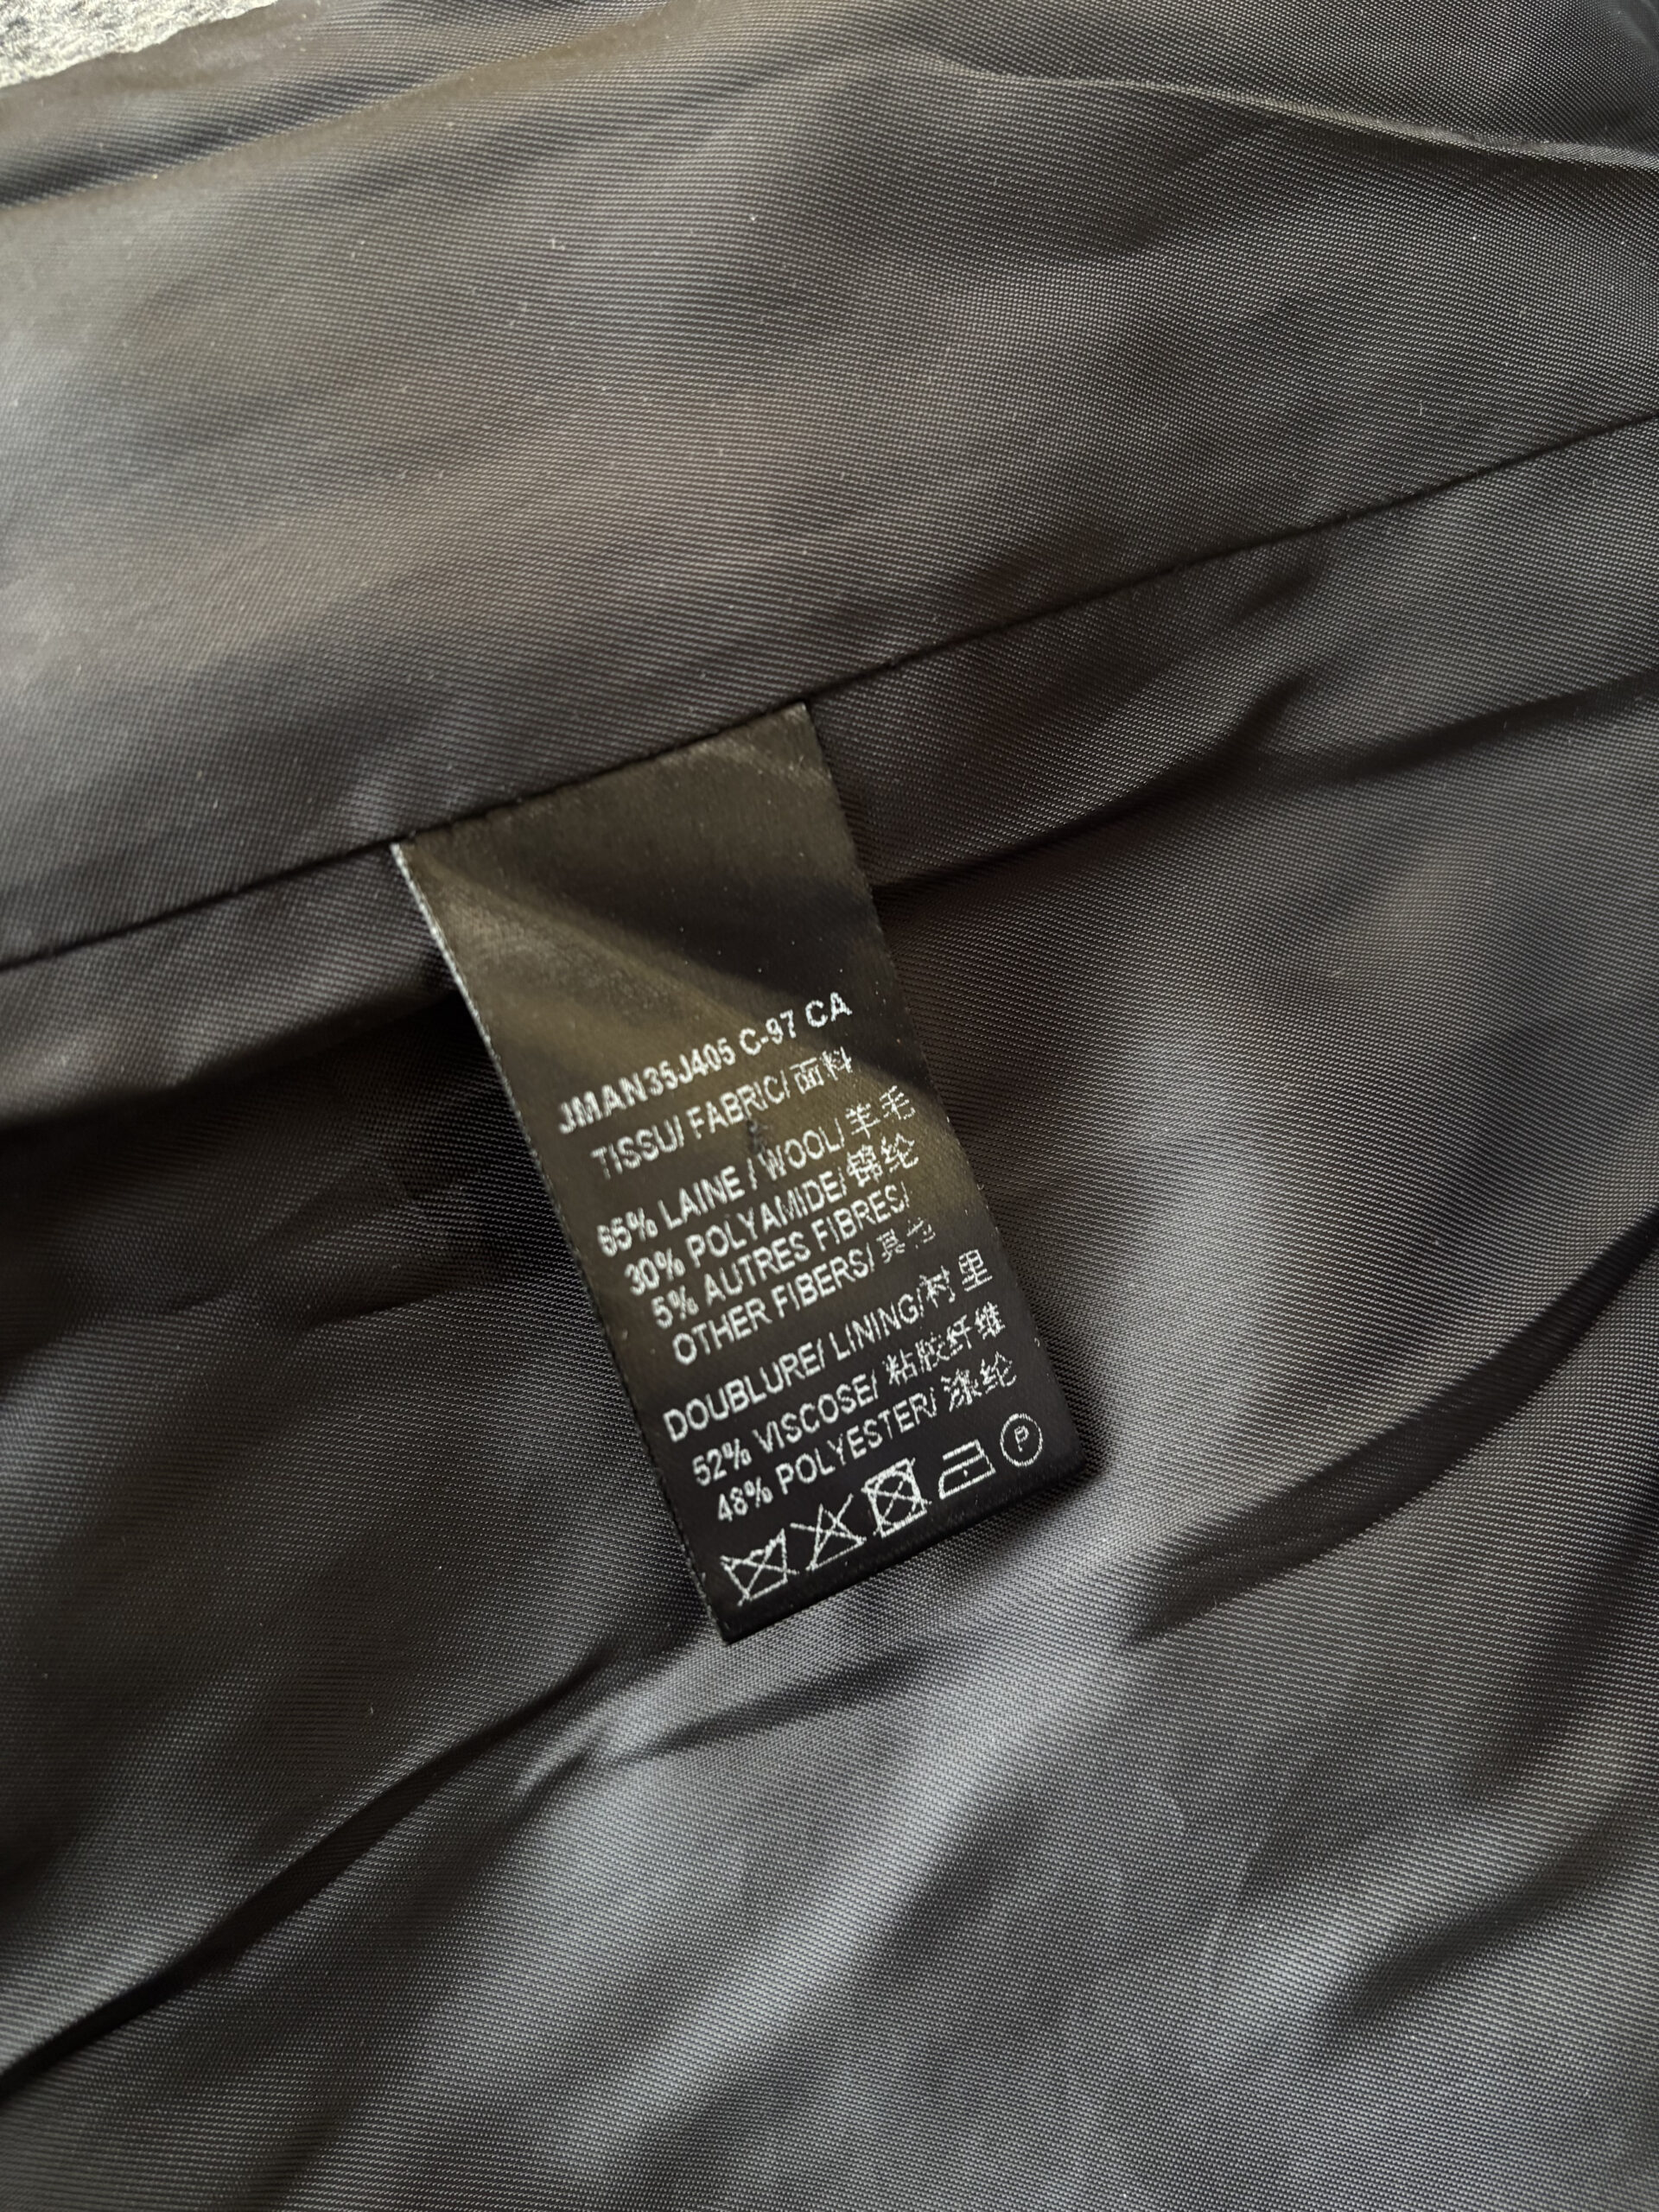 JMAN35J405 C-97 CA
TISSU/ FABRIC/ 面料
65% LAINE / WOOL/ 羊毛
30% POLYAMIDE/ 锦纶
5% AUTRES FIBRES/
OTHER FIBERS/ 其他
DOUBLURE/ LINING/ 衬里
52% VISCOSE/ 粘胶纤维
48% POLYESTER/ 涤纶
P